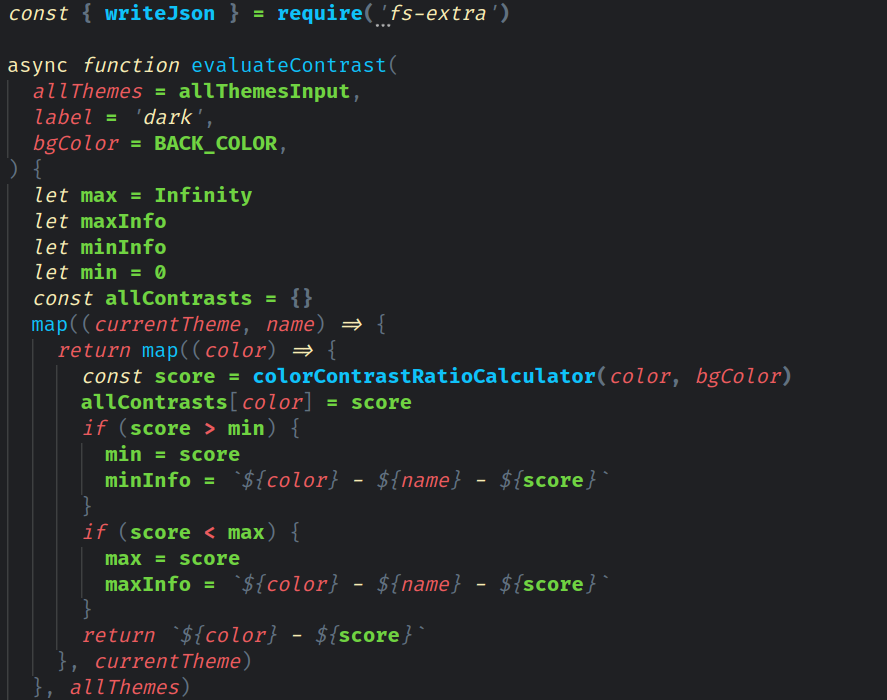 const { writeJson } = require('fs-extra')
async function evaluateContrast(
allThemes = allThemesInput,
label = 'dark',
bgColor = BACK_COLOR,
) {
let max = Infinity
let maxInfo
let minInfo
let min = 0
const allContrasts = {}
map((currentTheme, name) => {
return map((color) => {
const score = colorContrastRatioCalculator(color, bgColor)
allContrasts[color] = score
if (score > min) {
min = score
minInfo = `${color} - ${name} - ${score}`
}
if (score < max) {
max = score
maxInfo = `${color} - ${name} - ${score}`
}
return `${color} - ${score}`
}, currentTheme)
}, allThemes)